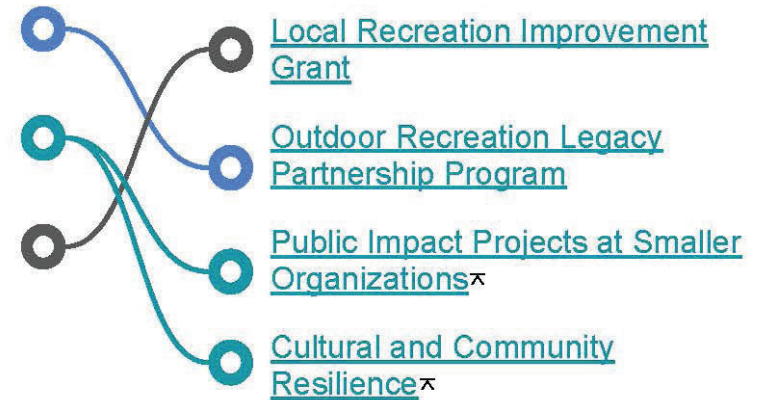 Local Recreation Improvement
Grant
Outdoor Recreation Legacy
Partnership Program
Public Impact Projects at Smaller
Organizations⌅
Cultural and Community
Resilience⌅